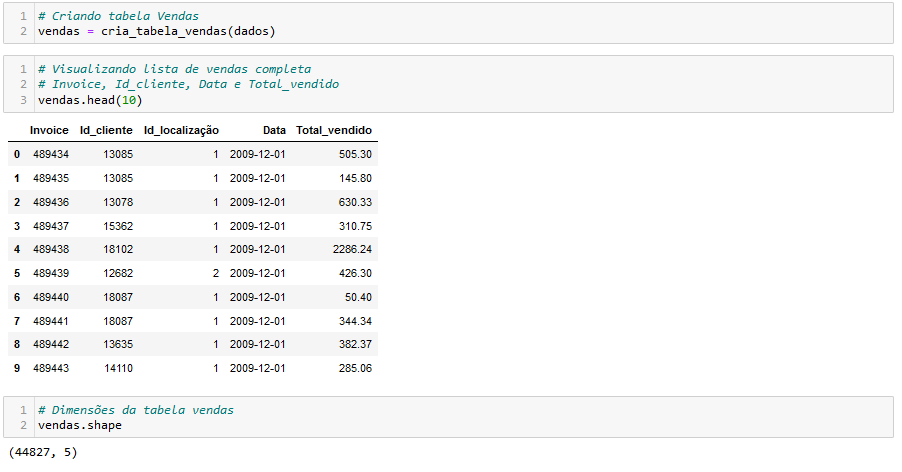 1 # Criando tabela Vendas
2 vendas = cria_tabela_vendas(dados)
1 # Visualizando lista de vendas completa
2 # Invoice, Id_cliente, Data e Total_vendido
3 vendas.head(10)
Invoice Id_cliente Id_localização Data Total_vendido
0 489434 13085 1 2009-12-01 505.30
1 489435 13085 1 2009-12-01 145.80
2 489436 13078 1 2009-12-01 630.33
3 489437 15362 1 2009-12-01 310.75
4 489438 18102 1 2009-12-01 2286.24
5 489439 12682 2 2009-12-01 426.30
6 489440 18087 1 2009-12-01 50.40
7 489441 18087 1 2009-12-01 344.34
8 489442 13635 1 2009-12-01 382.37
9 489443 14110 1 2009-12-01 285.06
1 # Dimensões da tabela vendas
2 vendas.shape
(44827, 5)